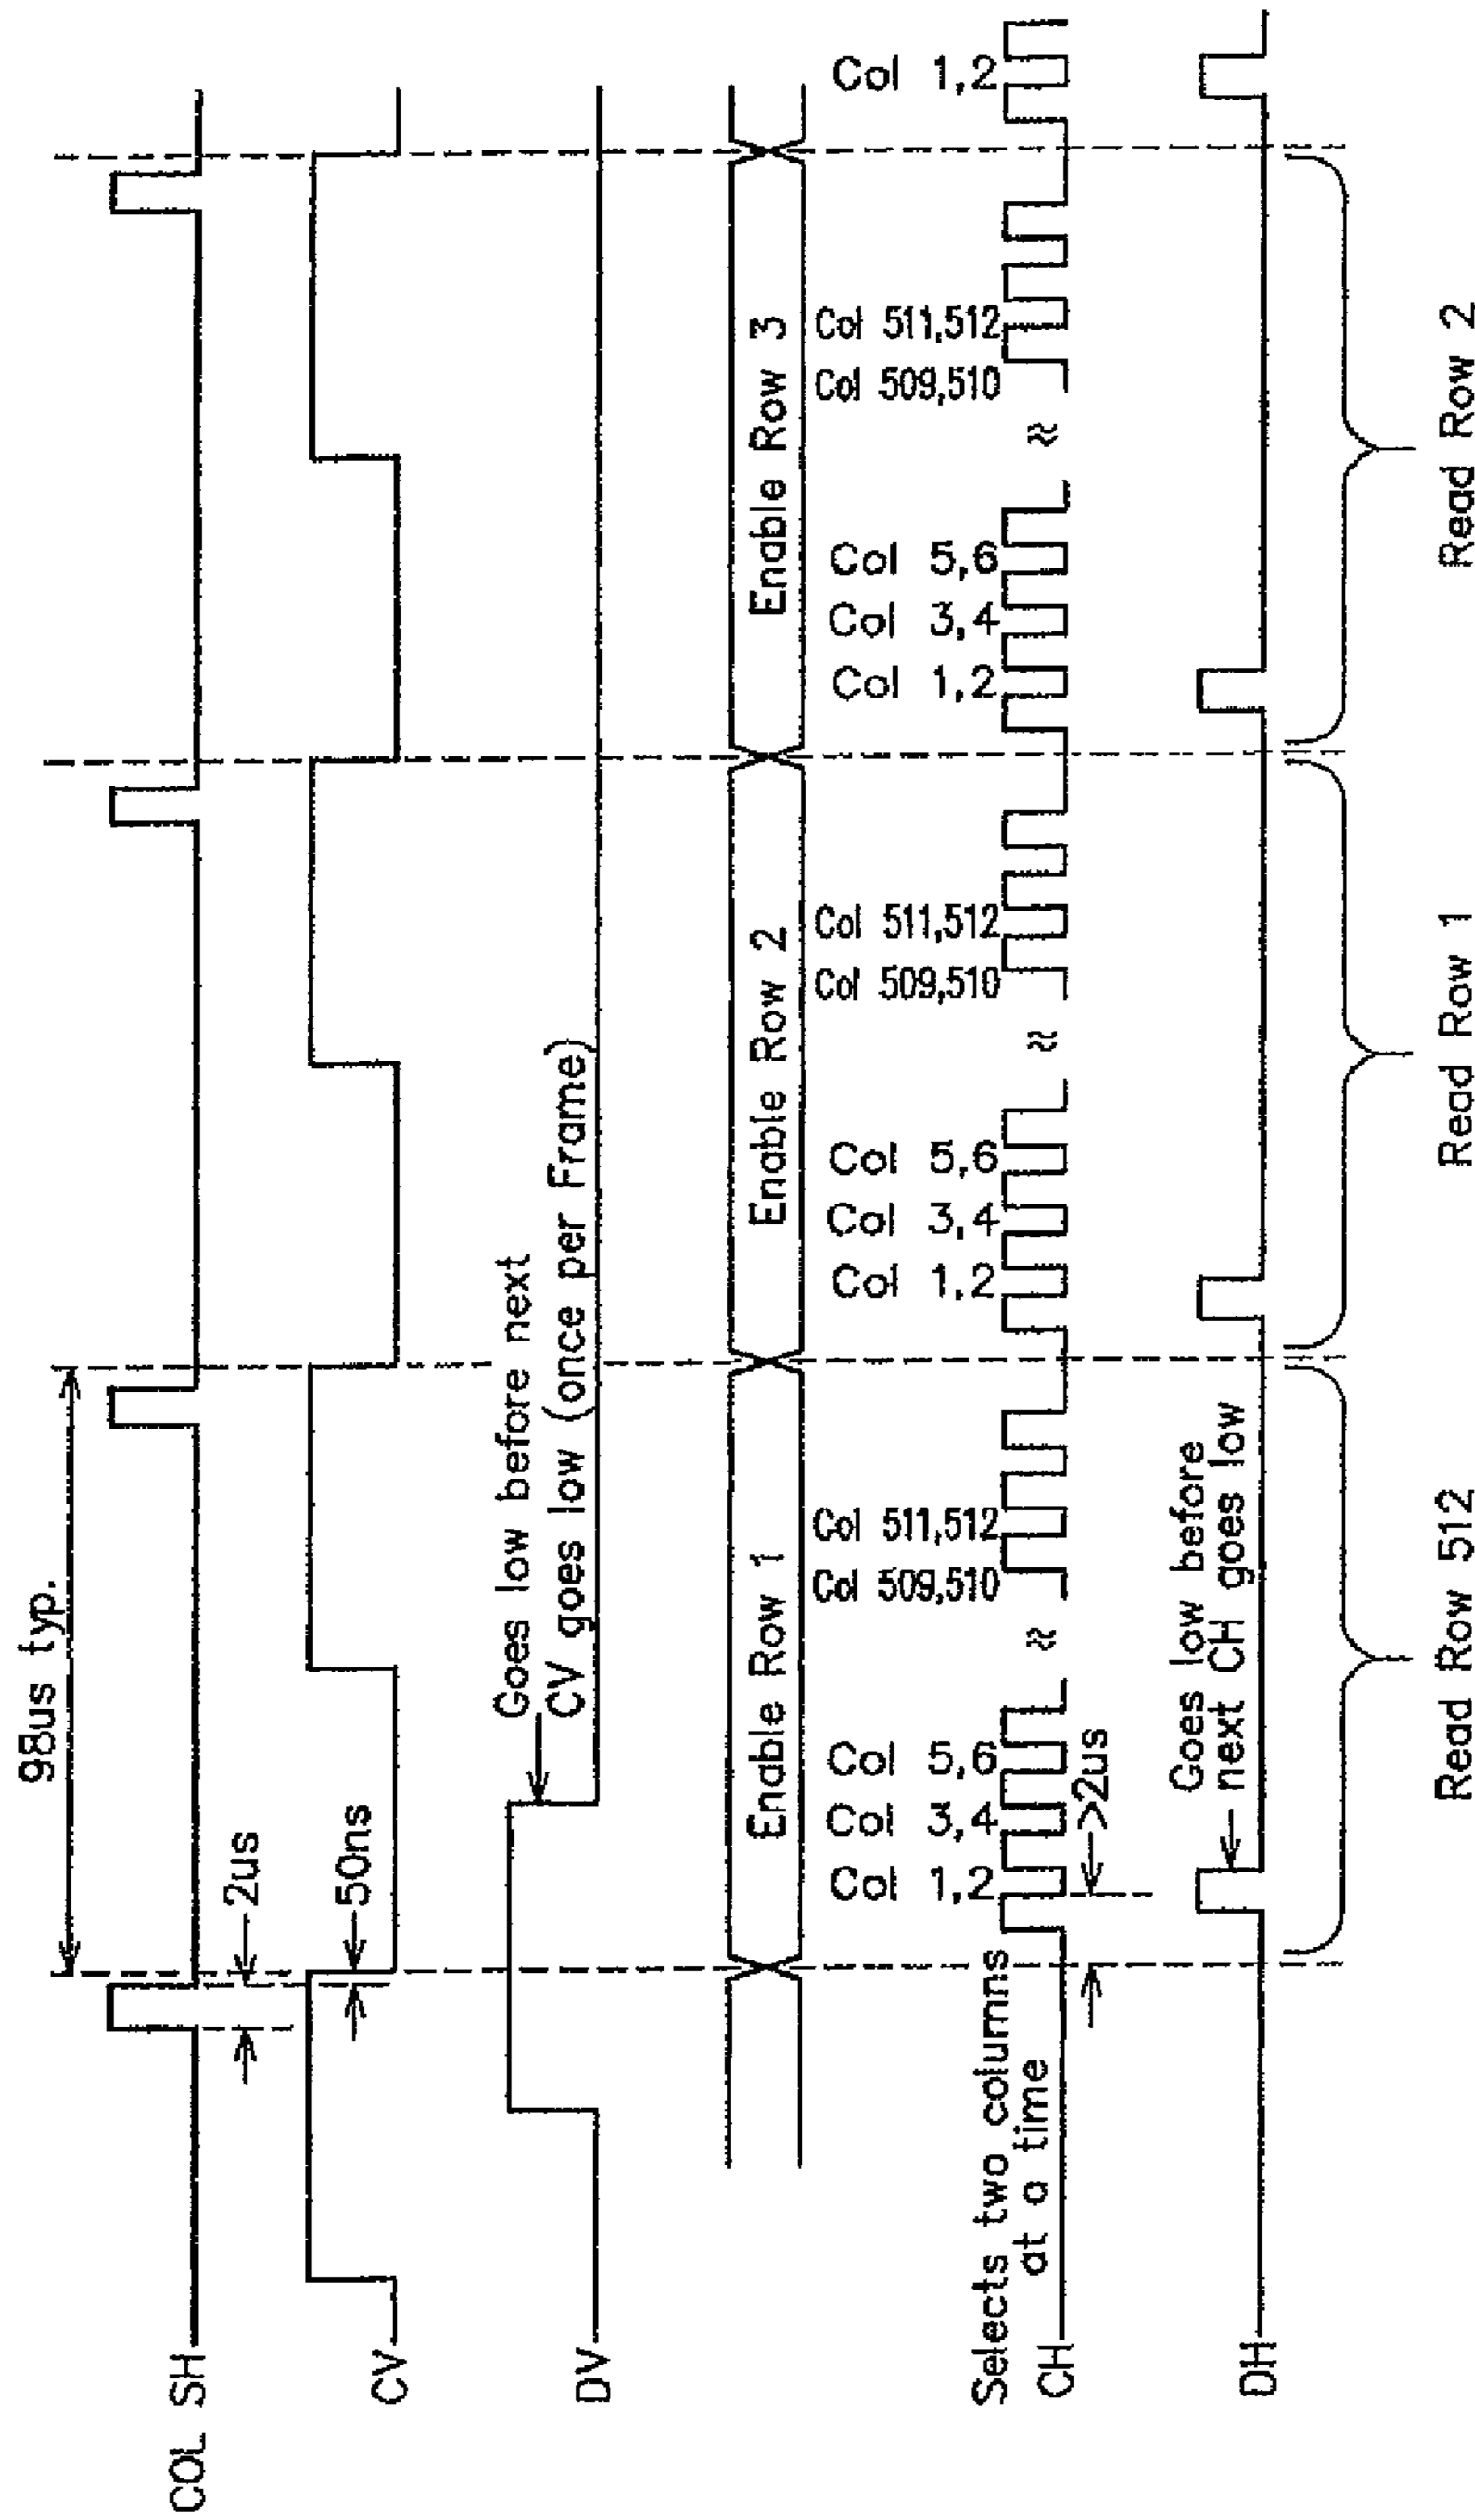 98us typ.
COL SH
2us
CV
50ns
DV
Goes low before next
CV goes low (once per Frame)
Enable Row 1
Enable Row 2
Enable Row 3
Selects two columns
at a time
CH
Col 1,2
Col 3,4
Col 5,6
Col 509,510
Col 511,512
Col 1,2
Col 3,4
Col 5,6
Col 509,510
Col 511,512
Col 1,2
Col 3,4
Col 5,6
Col 509,510
Col 511,512
Col 1,2
>2us
DH
Goes low before
next CH goes low
Read Row 512
Read Row 1
Read Row 2